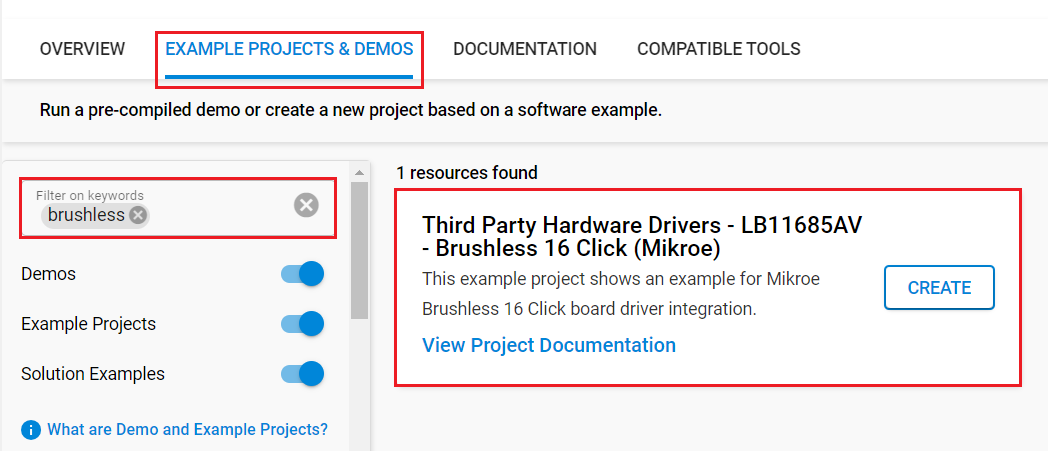 OVERVIEW
EXAMPLE PROJECTS & DEMOS
DOCUMENTATION
COMPATIBLE TOOLS
Run a pre-compiled demo or create a new project based on a software example.
Filter on keywords
brushless
Demos
Example Projects
Solution Examples
What are Demo and Example Projects?
1 resources found
Third Party Hardware Drivers - LB11685AV
- Brushless 16 Click (Mikroe)
This example project shows an example for Mikroe
Brushless 16 Click board driver integration.
View Project Documentation
CREATE